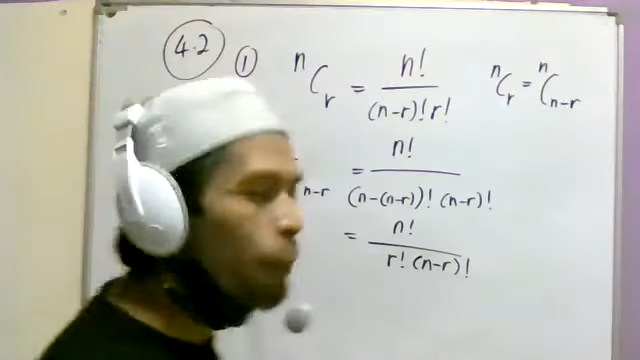 4.2
① ⁿCᵣ = n! / (n-r)! r!    ⁿCᵣ = ⁿCₙ₋ᵣ
n-r = n! / (n-(n-r))! (n-r)!
= n! / r! (n-r)!